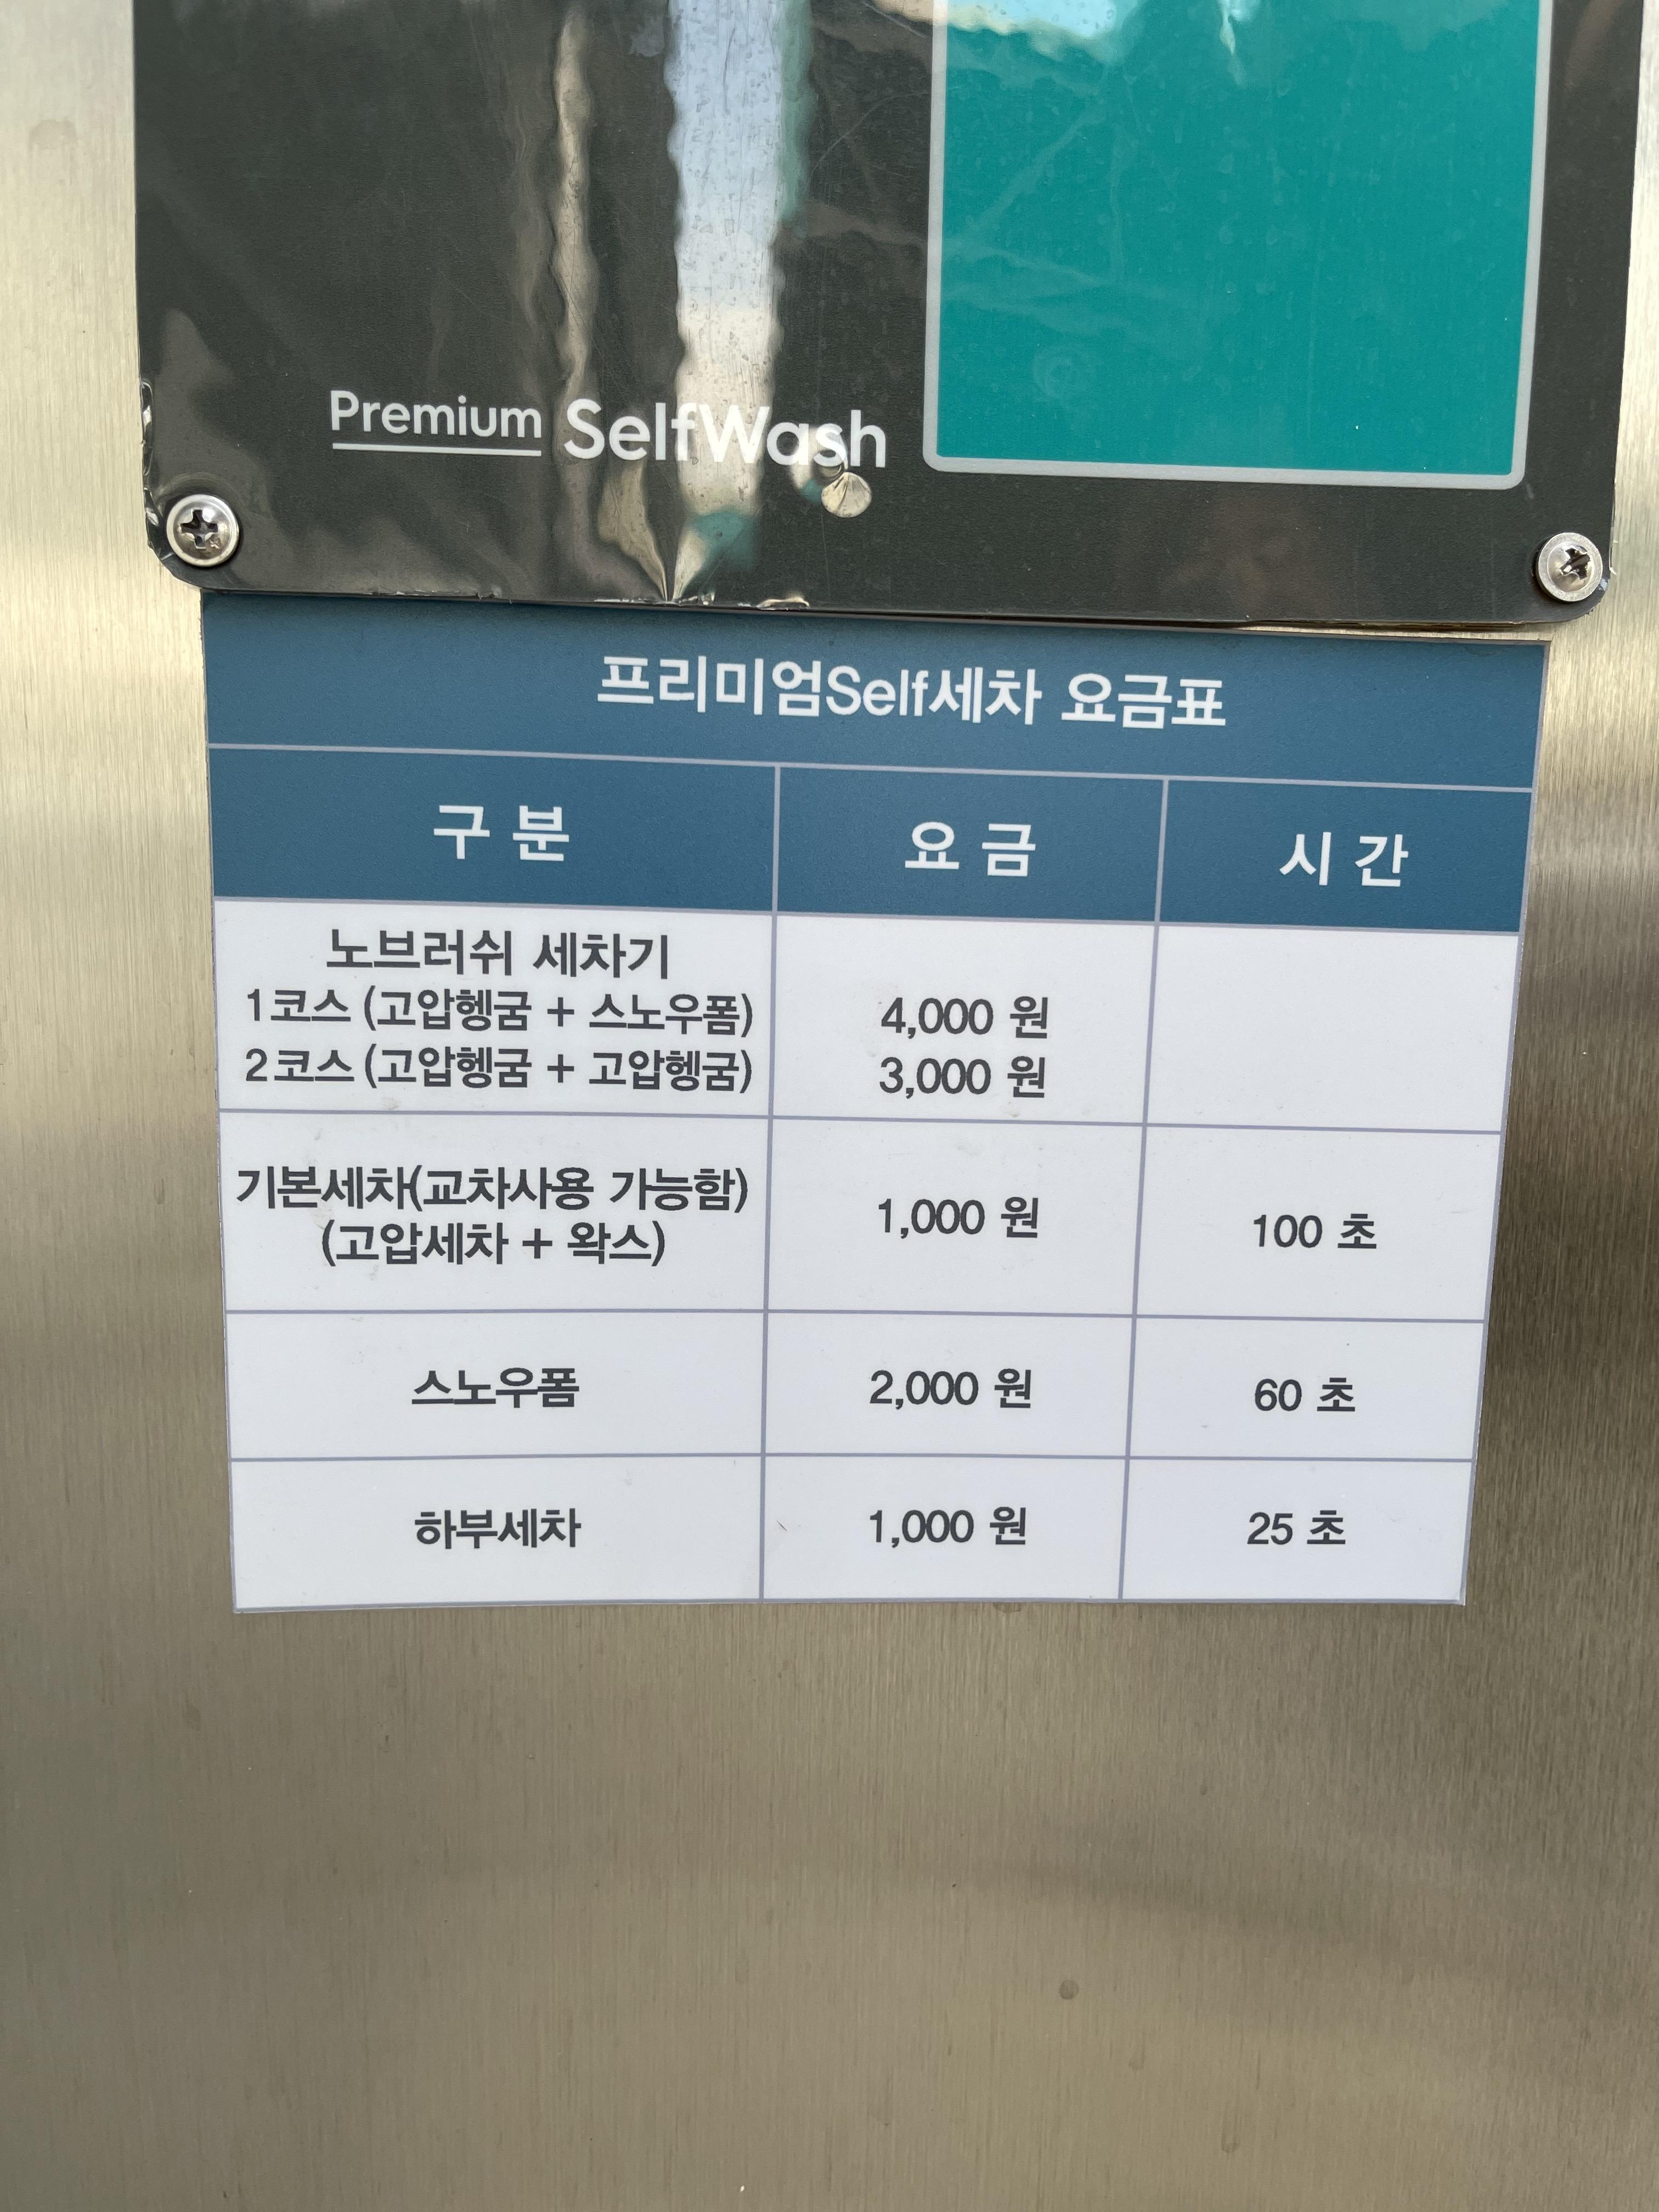 Premium SelfWash
프리미엄Self세차 요금표
구 분 요 금 시 간
노브러쉬 세차기
1코스 (고압헹굼 + 스노우폼) 4,000 원
2코스 (고압헹굼 + 고압헹굼) 3,000 원
기본세차(교차사용 가능함)
(고압세차 + 왁스) 1,000 원 100 초
스노우폼 2,000 원 60 초
하부세차 1,000 원 25 초